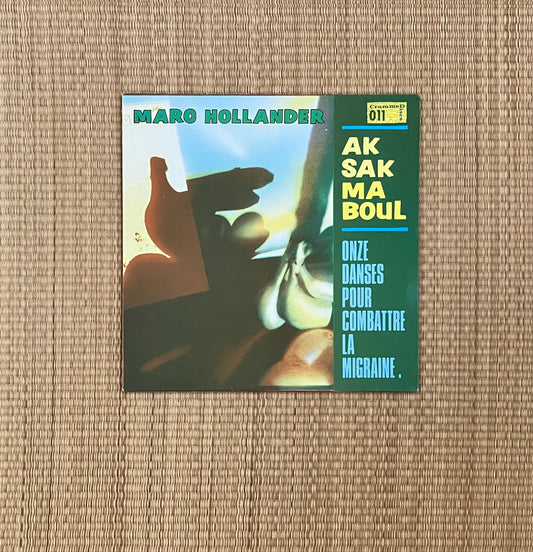 MARC HOLLANDER
CrammeD
011
AK
SAK
MA
BOUL
ONZE
DANSES
POUR
COMBATTRE
LA
MIGRAINE.